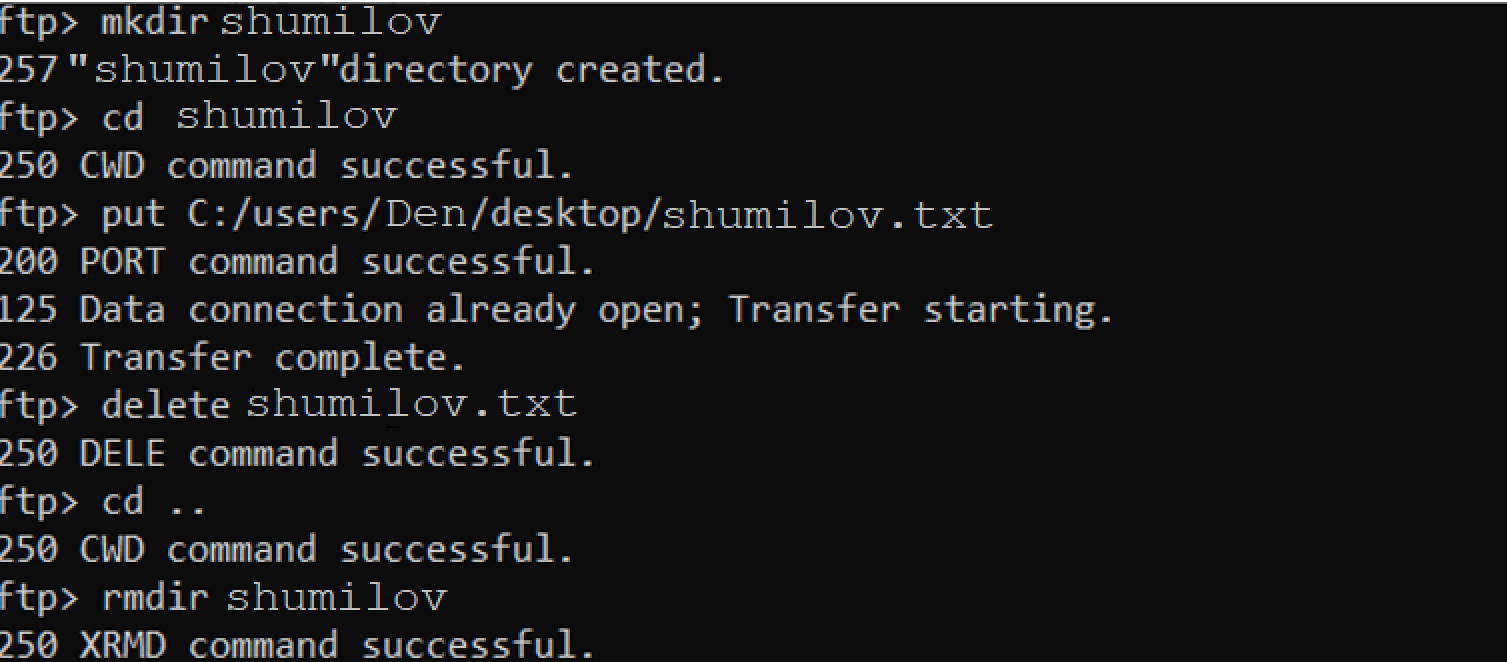 ftp> mkdir shumilov
257 "shumilov"directory created.
ftp> cd shumilov
250 CWD command successful.
ftp> put C:/users/Den/desktop/shumilov.txt
200 PORT command successful.
125 Data connection already open; Transfer starting.
226 Transfer complete.
ftp> delete shumilov.txt
250 DELE command successful.
ftp> cd ..
250 CWD command successful.
ftp> rmdir shumilov
250 XRMD command successful.